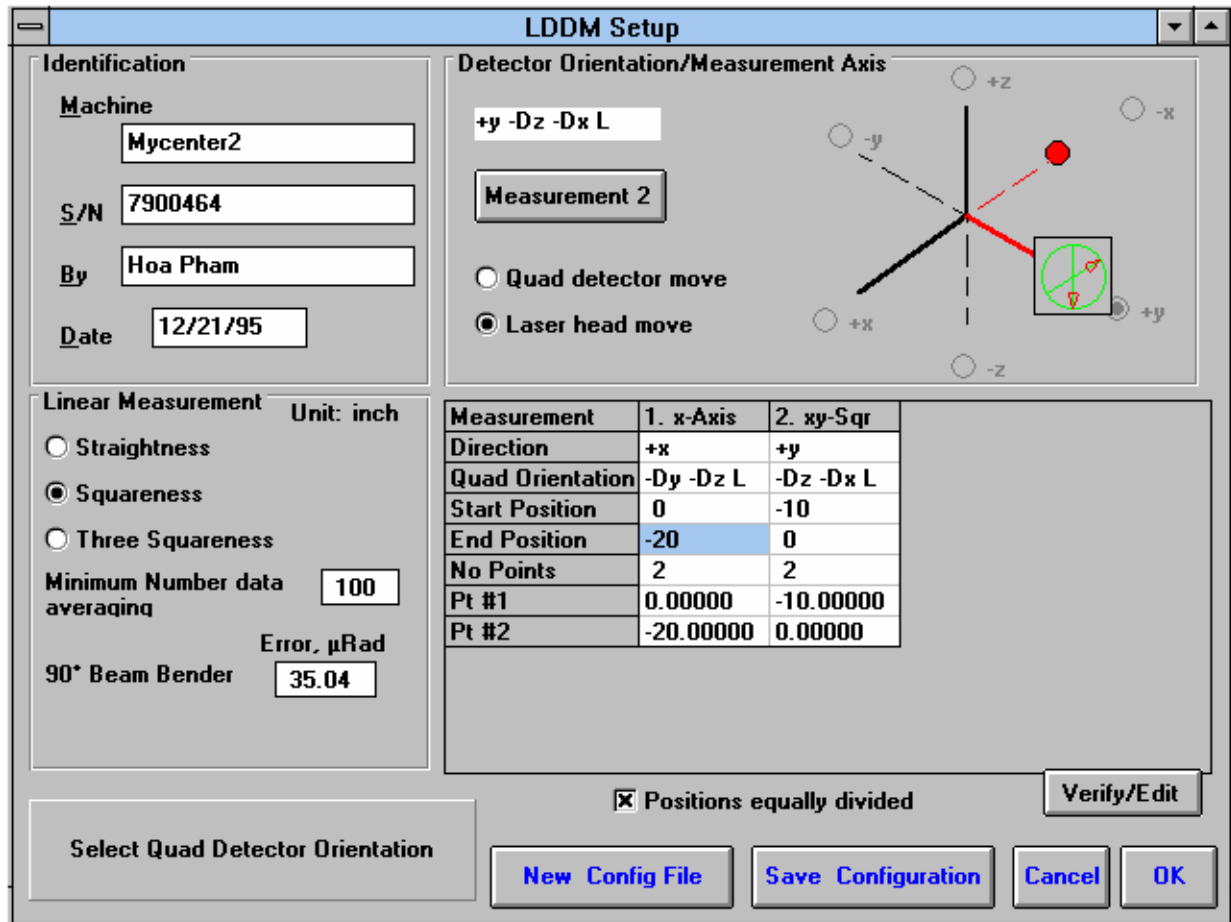 LDDM Setup
Identification
Machine
Mycenter2
S/N
7900464
By
Hoa Pham
Date
12/21/95
Detector Orientation/Measurement Axis
+y -Dz -Dx L
Measurement 2
Quad detector move
Laser head move
+z
-x
-y
+x
+y
-z
Linear Measurement
Unit: inch
Straightness
Squareness
Three Squareness
Minimum Number data
averaging
100
Error, µRad
90° Beam Bender
35.04
Measurement 1. x-Axis 2. xy-Sqr
Direction +x +y
Quad Orientation -Dy -Dz L -Dz -Dx L
Start Position 0 -10
End Position -20 0
No Points 2 2
Pt #1 0.00000 -10.00000
Pt #2 -20.00000 0.00000
Positions equally divided
Verify/Edit
Select Quad Detector Orientation
New Config File
Save Configuration
Cancel
OK